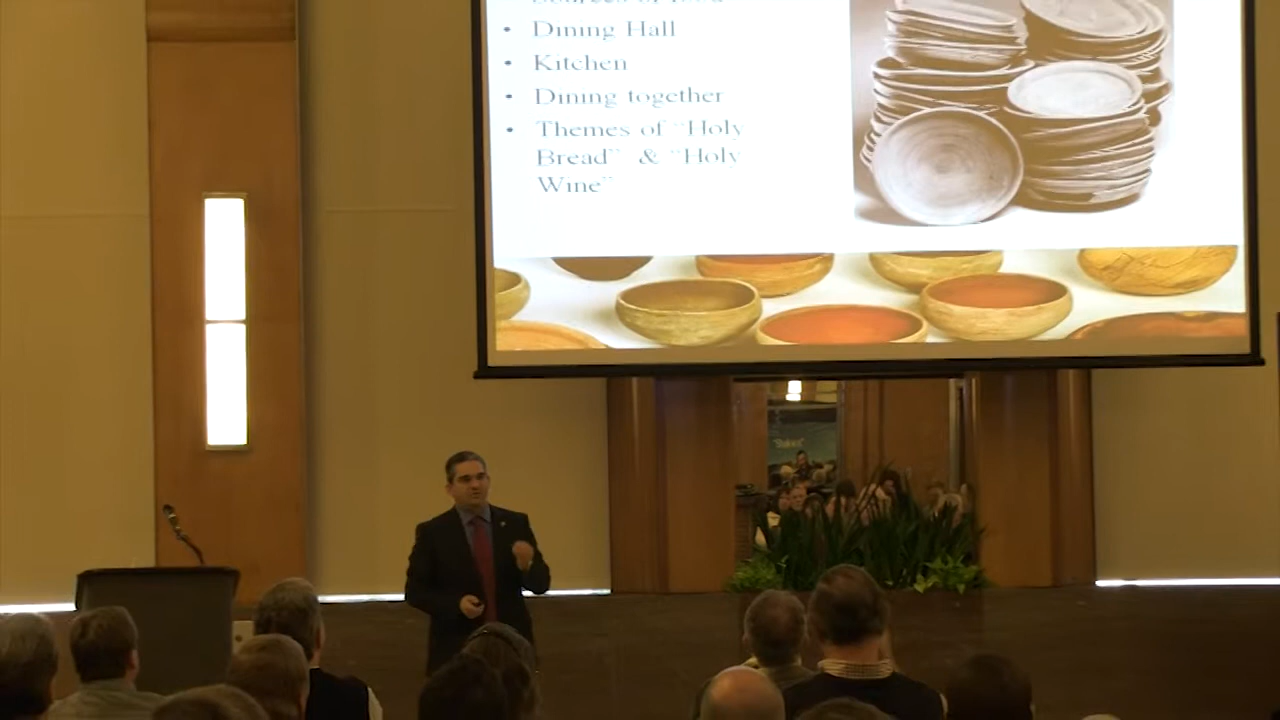 • Dining Hall
• Kitchen
• Dining together
• Themes of "Holy
Bread" & "Holy
Wine"